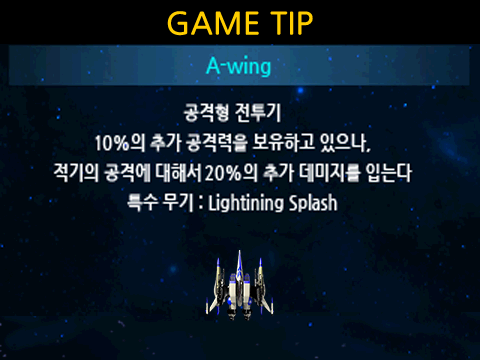 GAME TIP
A-wing
공격형 전투기
10%의 추가 공격력을 보유하고 있으나,
적기의 공격에 대해서 20%의 추가 데미지를 입는다
특수 무기 : Lightining Splash